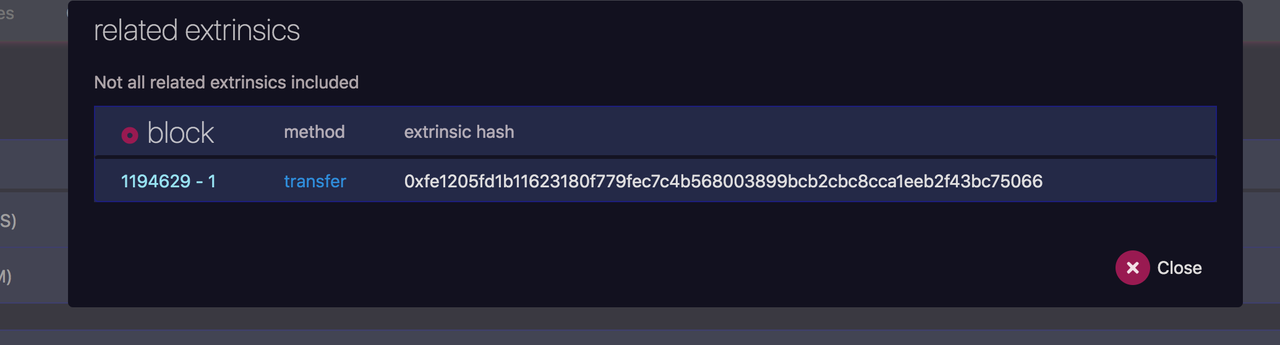 es
related extrinsics
Not all related extrinsics included
block method extrinsic hash
1194629 - 1 transfer 0xfe1205fd1b11623180f779fec7c4b568003899bcb2cbc8cca1eeb2f43bc75066
S)
M)
Close